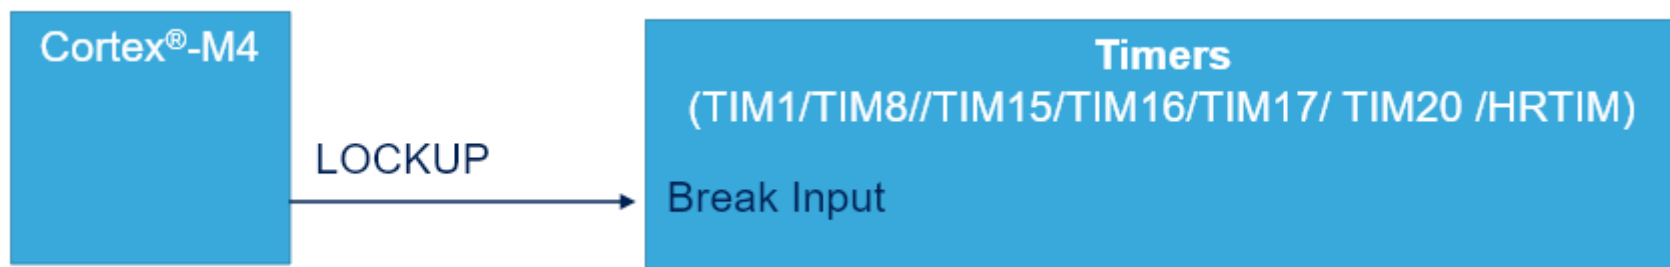 Cortex®-M4
Timers
(TIM1/TIM8//TIM15/TIM16/TIM17/ TIM20 /HRTIM)
LOCKUP
Break Input